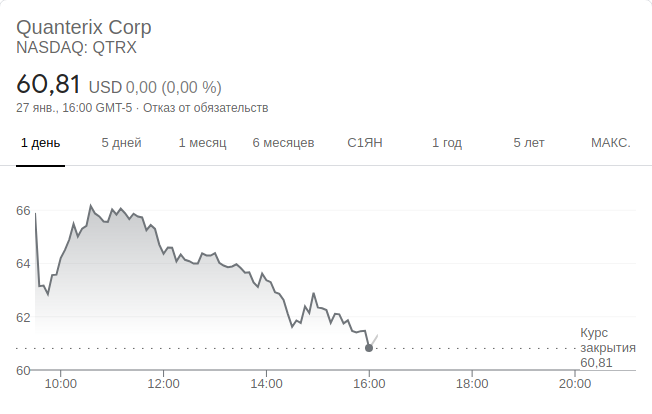 Quanterix Corp
NASDAQ: QTRX
60,81 USD 0,00 (0,00 %)
27 янв., 16:00 GMT-5 · Отказ от обязательств
1 день 5 дней 1 месяц 6 месяцев С1ЯН 1 год 5 лет МАКС.
66
64
62
Курс
закрытия
60,81
60
10:00 12:00 14:00 16:00 18:00 20:00